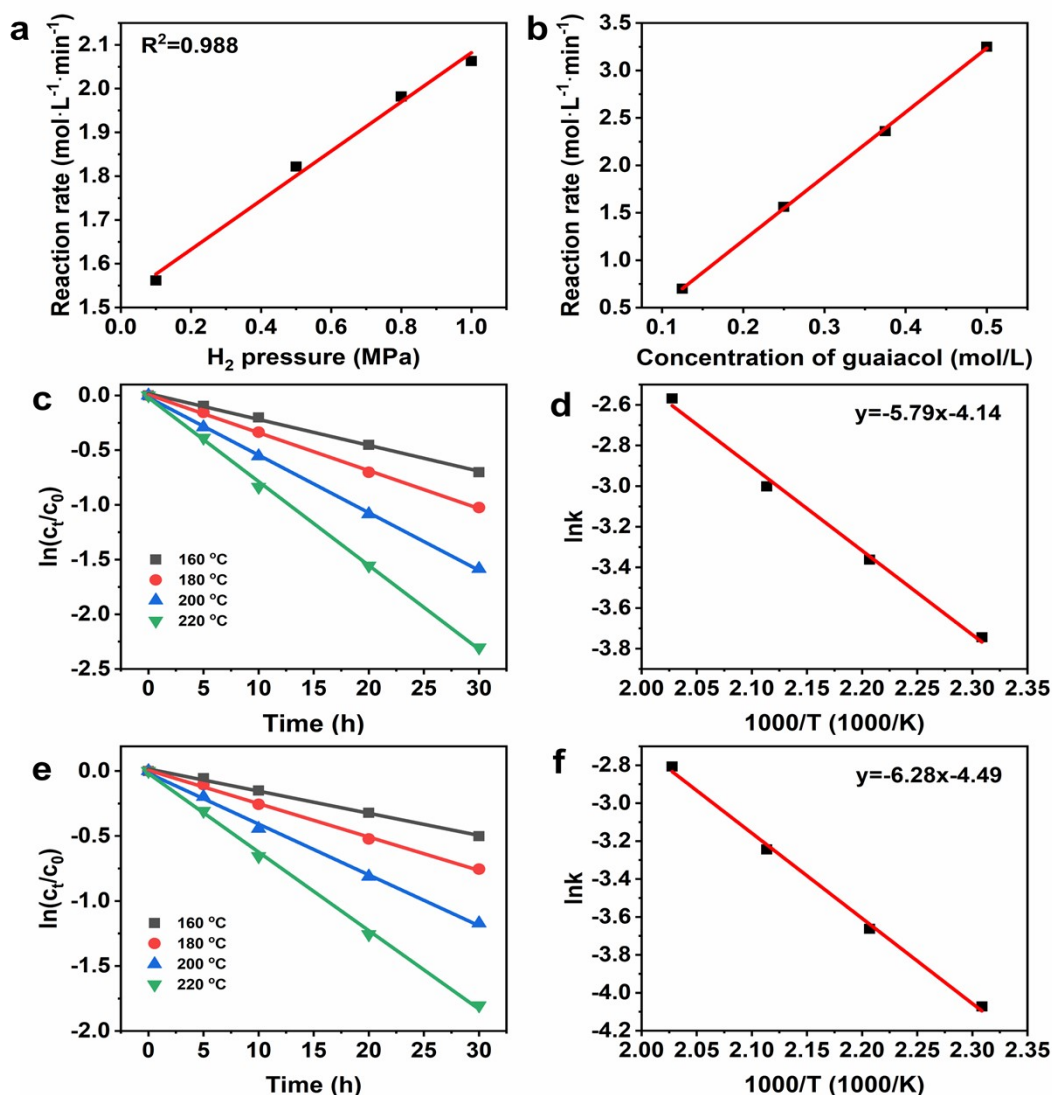 a
R²=0.988
Reaction rate (mol·L⁻¹·min⁻¹)
2.1
2.0
1.9
1.8
1.7
1.6
1.5
0.0 0.2 0.4 0.6 0.8 1.0
H₂ pressure (MPa)
b
Reaction rate (mol·L⁻¹·min⁻¹)
3.5
3.0
2.5
2.0
1.5
1.0
0.5
0.1 0.2 0.3 0.4 0.5
Concentration of guaiacol (mol/L)
c
ln(cₜ/c₀)
0.0
-0.5
-1.0
-1.5
-2.0
-2.5
160 °C
180 °C
200 °C
220 °C
0 5 10 15 20 25 30
Time (h)
d
y=-5.79x-4.14
lnk
-2.6
-2.8
-3.0
-3.2
-3.4
-3.6
-3.8
2.00 2.05 2.10 2.15 2.20 2.25 2.30 2.35
1000/T (1000/K)
e
ln(cₜ/c₀)
0.0
-0.5
-1.0
-1.5
-2.0
160 °C
180 °C
200 °C
220 °C
0 5 10 15 20 25 30
Time (h)
f
y=-6.28x-4.49
lnk
-2.8
-3.0
-3.2
-3.4
-3.6
-3.8
-4.0
-4.2
2.00 2.05 2.10 2.15 2.20 2.25 2.30 2.35
1000/T (1000/K)